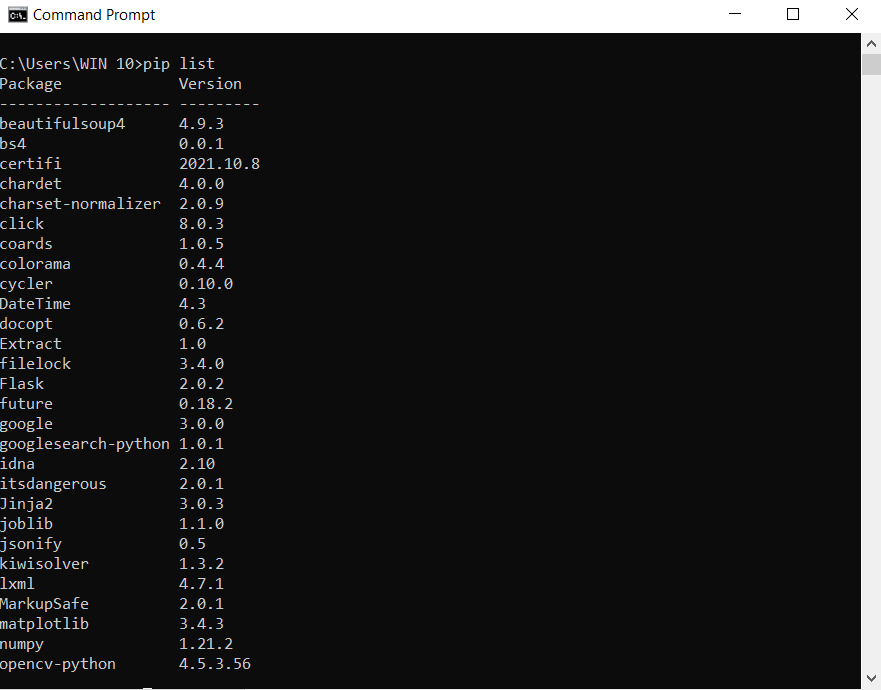 Command Prompt
C:\Users\WIN 10>pip list
Package             Version
------------------- ---------
beautifulsoup4      4.9.3
bs4                 0.0.1
certifi             2021.10.8
chardet             4.0.0
charset-normalizer  2.0.9
click               8.0.3
coards              1.0.5
colorama            0.4.4
cycler              0.10.0
DateTime            4.3
docopt              0.6.2
Extract             1.0
filelock            3.4.0
Flask               2.0.2
future              0.18.2
google              3.0.0
googlesearch-python 1.0.1
idna                2.10
itsdangerous        2.0.1
Jinja2              3.0.3
joblib              1.1.0
jsonify             0.5
kiwisolver          1.3.2
lxml                4.7.1
MarkupSafe          2.0.1
matplotlib          3.4.3
numpy               1.21.2
opencv-python       4.5.3.56